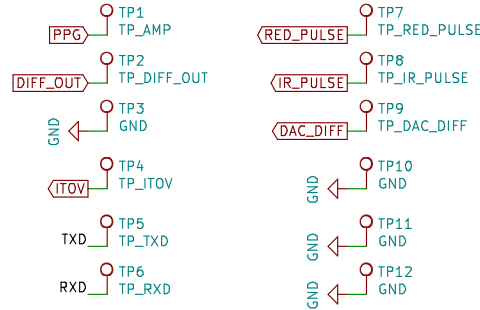 TP1
PPG TP_AMP
TP2
DIFF_OUT TP_DIFF_OUT
TP3
GND GND
TP4
ITOV TP_ITOV
TP5
TXD TP_TXD
TP6
RXD TP_RXD
TP7
RED_PULSE TP_RED_PULSE
TP8
IR_PULSE TP_IR_PULSE
TP9
DAC_DIFF TP_DAC_DIFF
TP10
GND GND
TP11
GND GND
TP12
GND GND